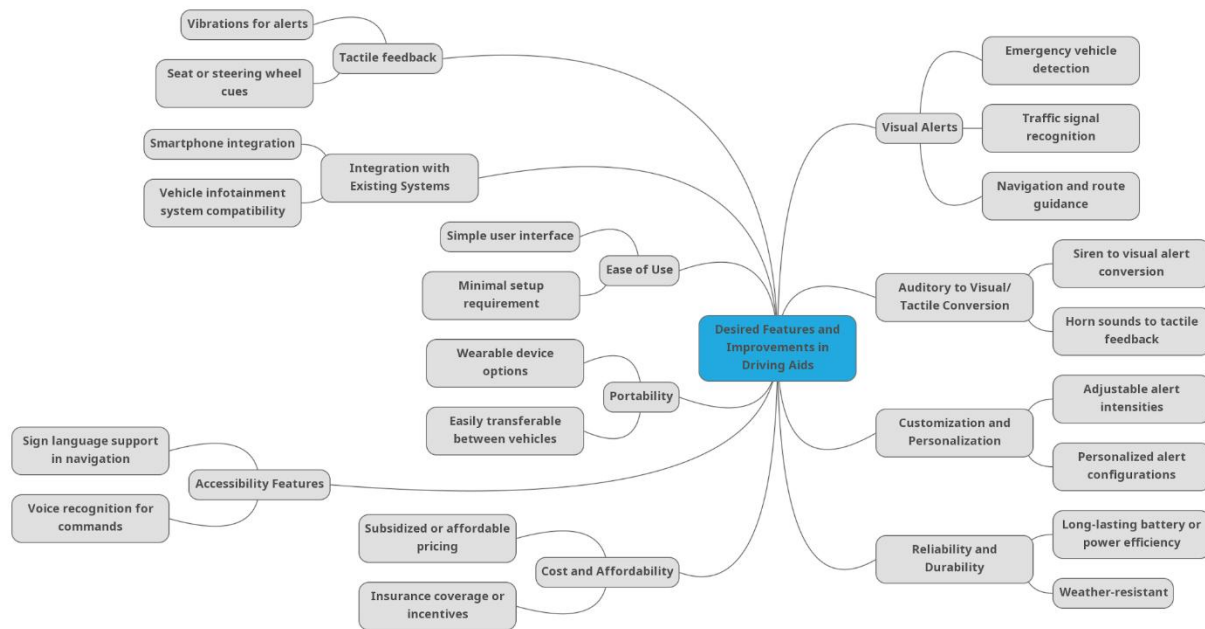 Vibrations for alerts
Tactile feedback
Seat or steering wheel
cues
Smartphone integration
Integration with
Existing Systems
Vehicle infotainment
system compatibility
Simple user interface
Ease of Use
Minimal setup
requirement
Wearable device
options
Portability
Easily transferable
between vehicles
Sign language support
in navigation
Accessibility Features
Voice recognition for
commands
Subsidized or affordable
pricing
Cost and Affordability
Insurance coverage or
incentives
Desired Features and
Improvements in
Driving Aids
Emergency vehicle
detection
Visual Alerts
Traffic signal
recognition
Navigation and route
guidance
Siren to visual alert
conversion
Auditory to Visual/
Tactile Conversion
Horn sounds to tactile
feedback
Adjustable alert
intensities
Customization and
Personalization
Personalized alert
configurations
Long-lasting battery or
power efficiency
Reliability and
Durability
Weather-resistant